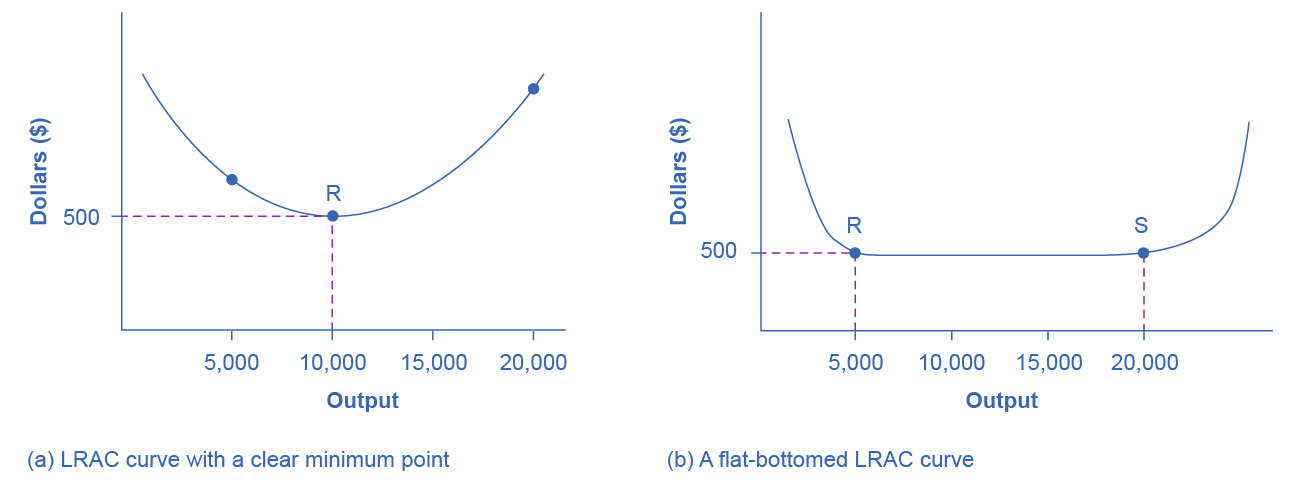 Dollars ($)
500
R
5,000
10,000
15,000
20,000
Output
(a) LRAC curve with a clear minimum point
Dollars ($)
500
R
S
5,000
10,000
15,000
20,000
Output
(b) A flat-bottomed LRAC curve